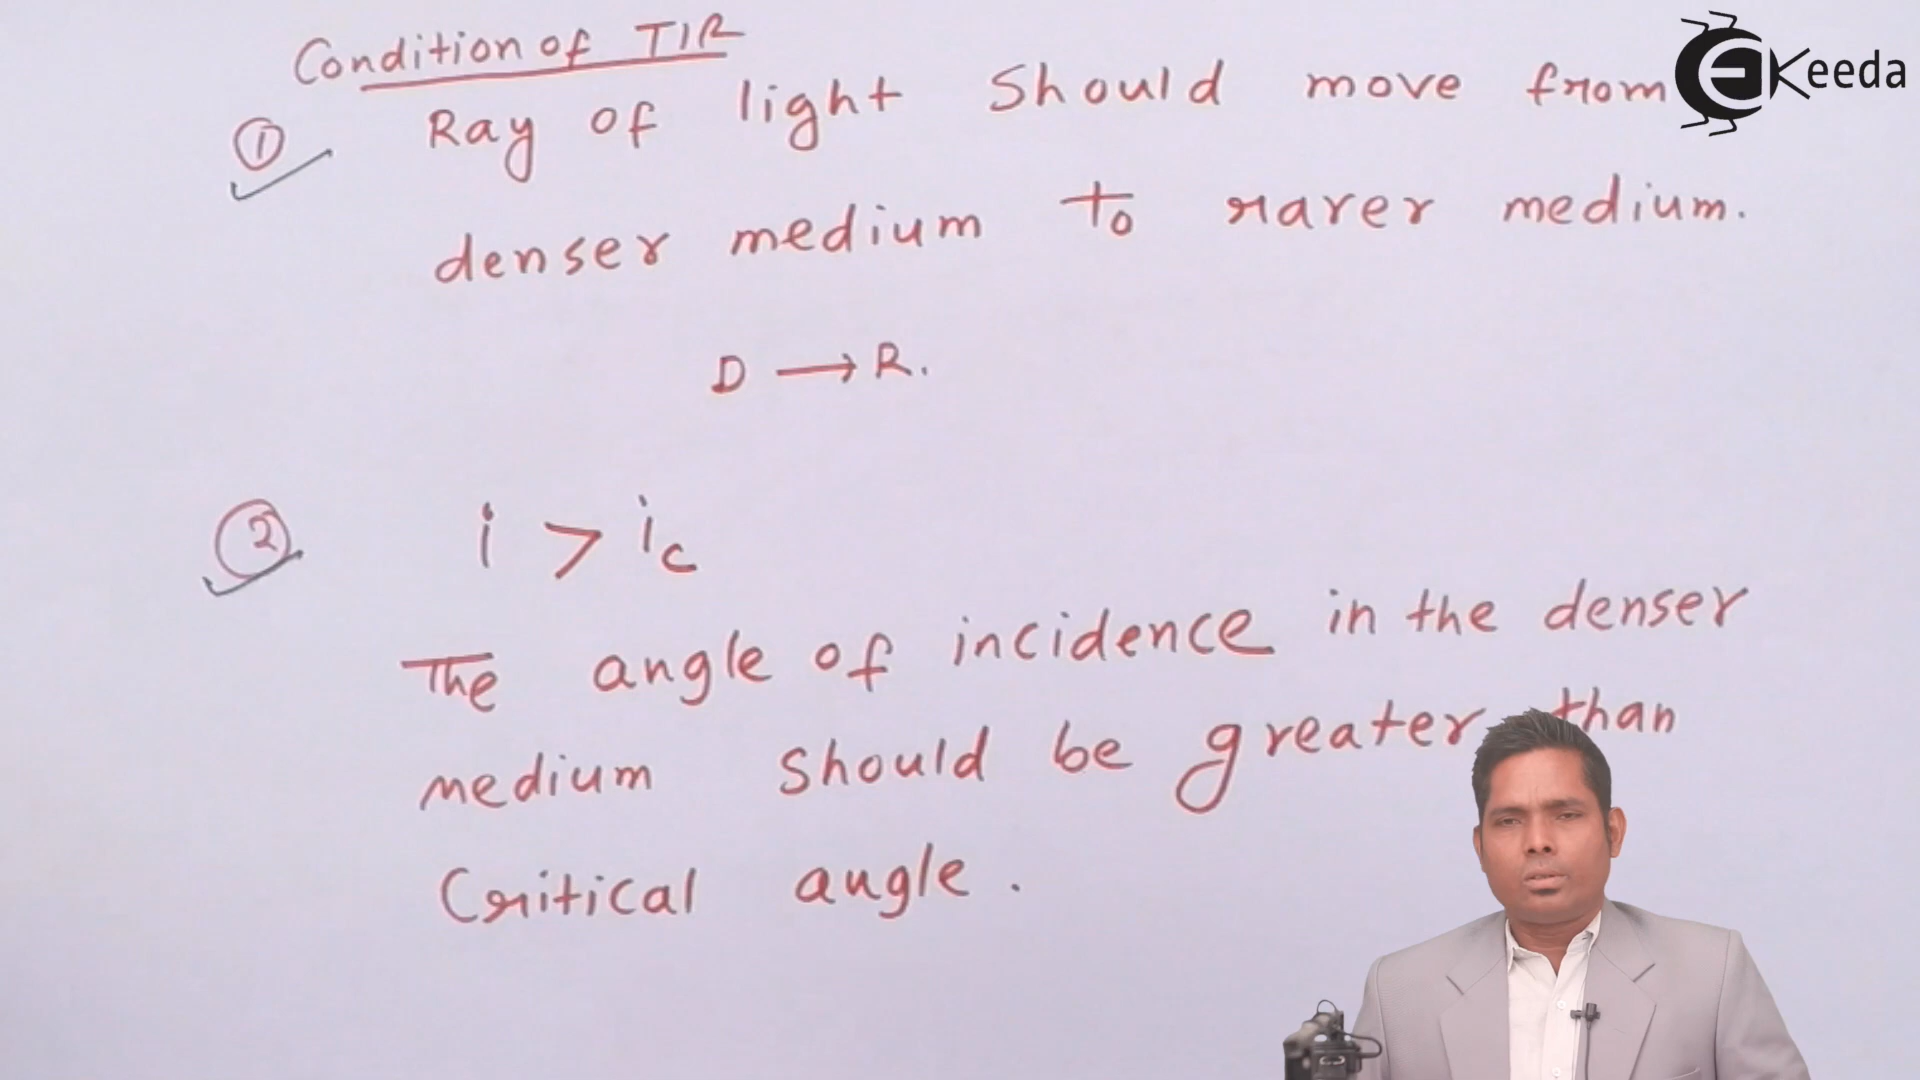 Condition of TIR
EKeeda
① Ray of light Should move from
denser medium to rarer medium.
D → R.
② i > ic
The angle of incidence in the denser
medium should be greater than
Critical angle.